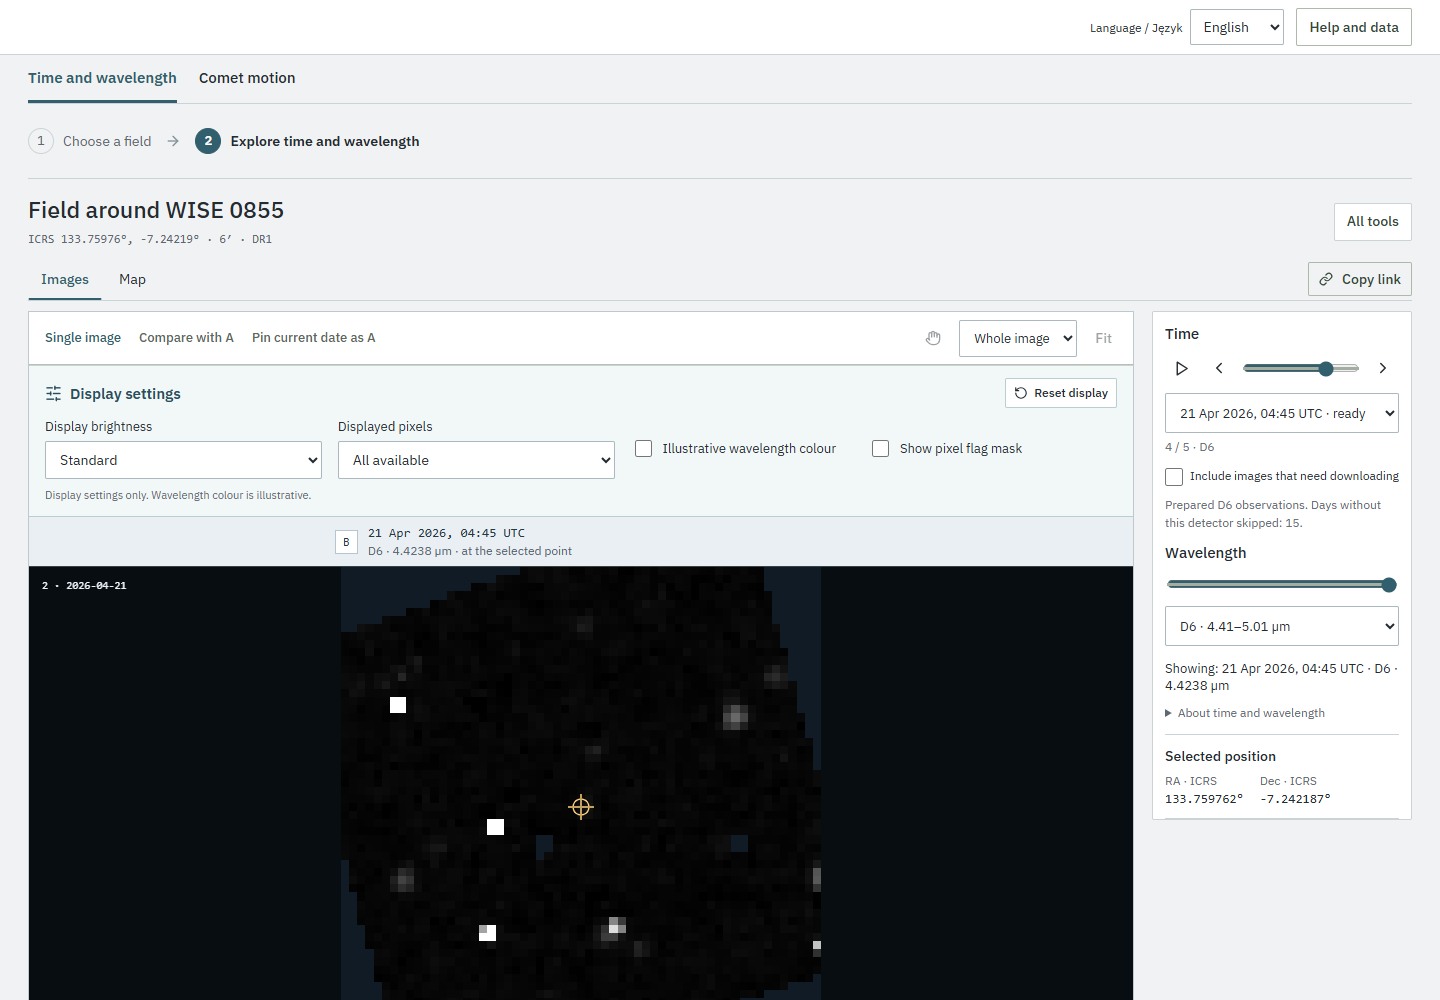 Language / Język
English
Help and data
Time and wavelength
Comet motion
1 Choose a field → 2 Explore time and wavelength
Field around WISE 0855
ICRS 133.75976°, -7.24219° · 6′ · DR1
All tools
Images
Map
Copy link
Single image
Compare with A
Pin current date as A
Whole image
Fit
Display settings
Reset display
Display brightness
Standard
Displayed pixels
All available
Illustrative wavelength colour
Show pixel flag mask
Display settings only. Wavelength colour is illustrative.
B
21 Apr 2026, 04:45 UTC
D6 · 4.4238 µm · at the selected point
2 · 2026-04-21
Time
21 Apr 2026, 04:45 UTC · ready
4 / 5 · D6
Include images that need downloading
Prepared D6 observations. Days without
this detector skipped: 15.
Wavelength
D6 · 4.41–5.01 µm
Showing: 21 Apr 2026, 04:45 UTC · D6 ·
4.4238 µm
About time and wavelength
Selected position
RA · ICRS
133.759762°
Dec · ICRS
-7.242187°